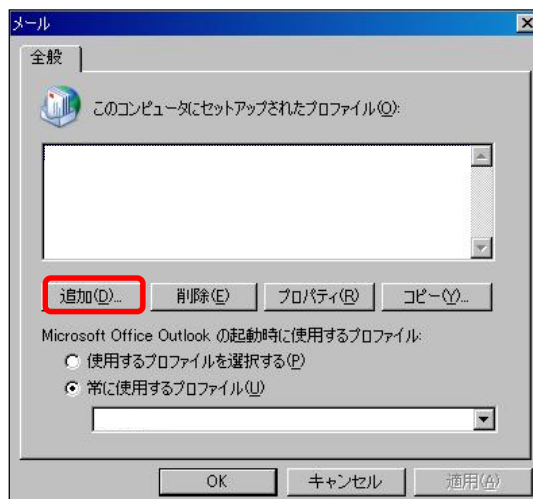 メール
全般
このコンピュータにセットアップされたプロファイル(O):
追加(D)... 削除(E) プロパティ(R) コピー(Y)...
Microsoft Office Outlook の起動時に使用するプロファイル:
使用するプロファイルを選択する(P)
常に使用するプロファイル(U)
OK キャンセル 適用(A)